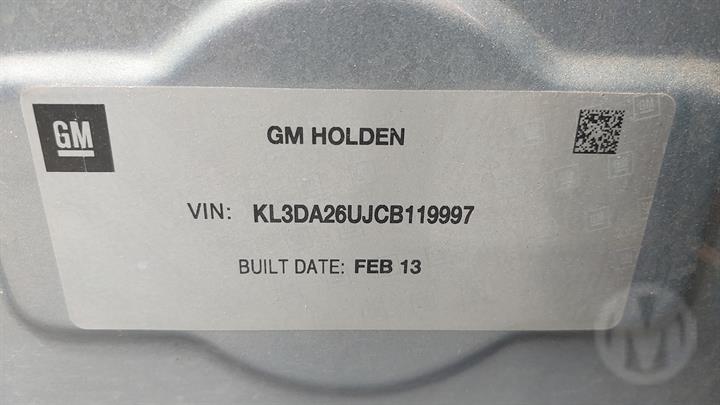 GM
GM HOLDEN
VIN: KL3DA26UJCB119997
BUILT DATE: FEB 13
M